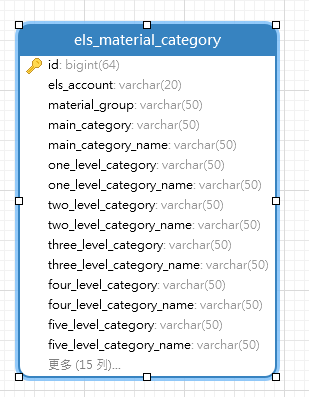 els_material_category
id: bigint(64)
els_account: varchar(20)
material_group: varchar(50)
main_category: varchar(50)
main_category_name: varchar(50)
one_level_category: varchar(50)
one_level_category_name: varchar(50)
two_level_category: varchar(50)
two_level_category_name: varchar(50)
three_level_category: varchar(50)
three_level_category_name: varchar(50)
four_level_category: varchar(50)
four_level_category_name: varchar(50)
five_level_category: varchar(50)
five_level_category_name: varchar(50)
更多 (15 列)...